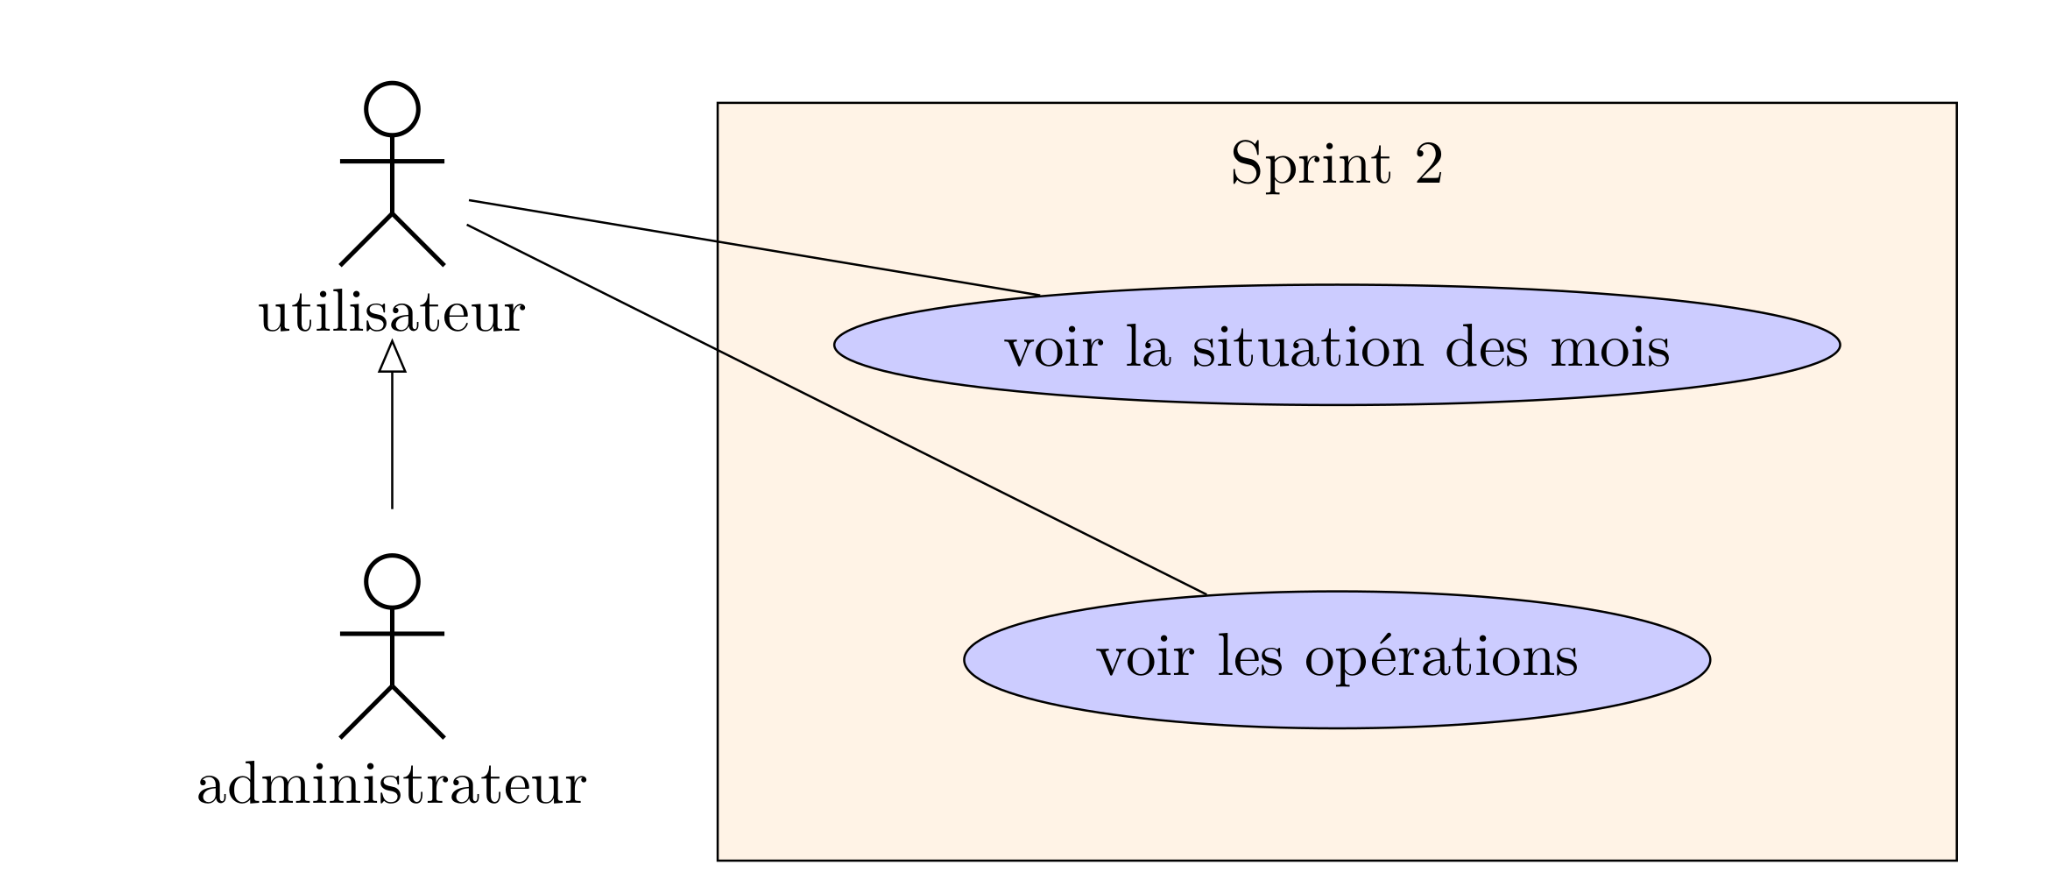 Sprint 2
utilisateur
voir la situation des mois
voir les opérations
administrateur